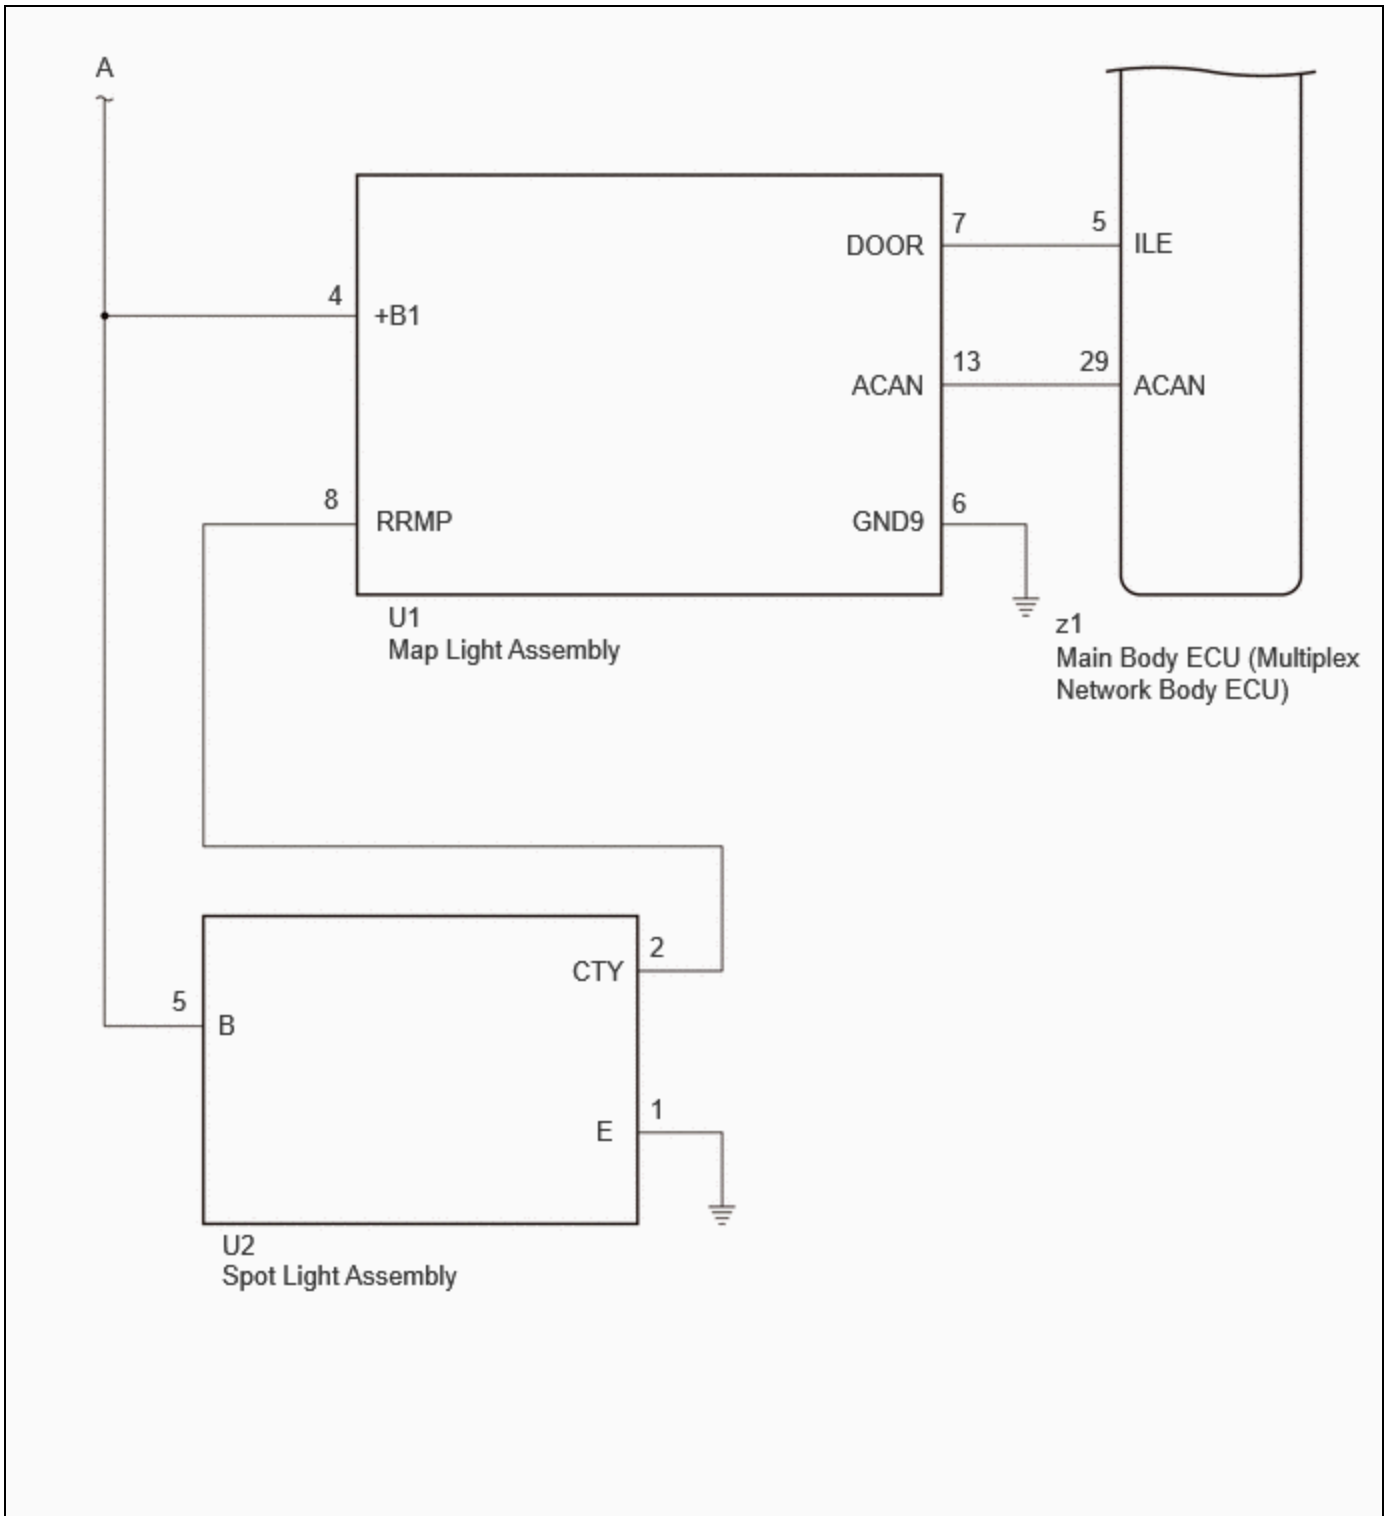 A
7
5
DOOR
ILE
4
+B1
13
29
ACAN
ACAN
8
RRMP
6
GND9
U1
Map Light Assembly
z1
Main Body ECU (Multiplex
Network Body ECU)
2
CTY
5
B
1
E
U2
Spot Light Assembly